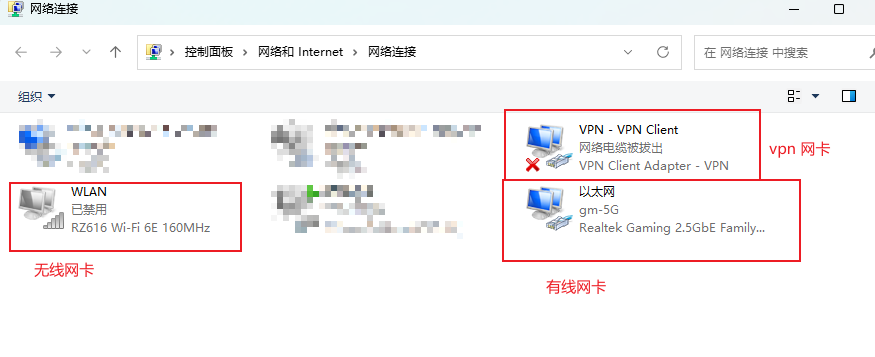 网络连接
控制面板 > 网络和 Internet > 网络连接
在 网络连接 中搜索
组织
VPN - VPN Client
网络电缆被拔出
VPN Client Adapter - VPN
vpn 网卡
WLAN
已禁用
RZ616 Wi-Fi 6E 160MHz
以太网
gm-5G
Realtek Gaming 2.5GbE Family...
无线网卡
有线网卡